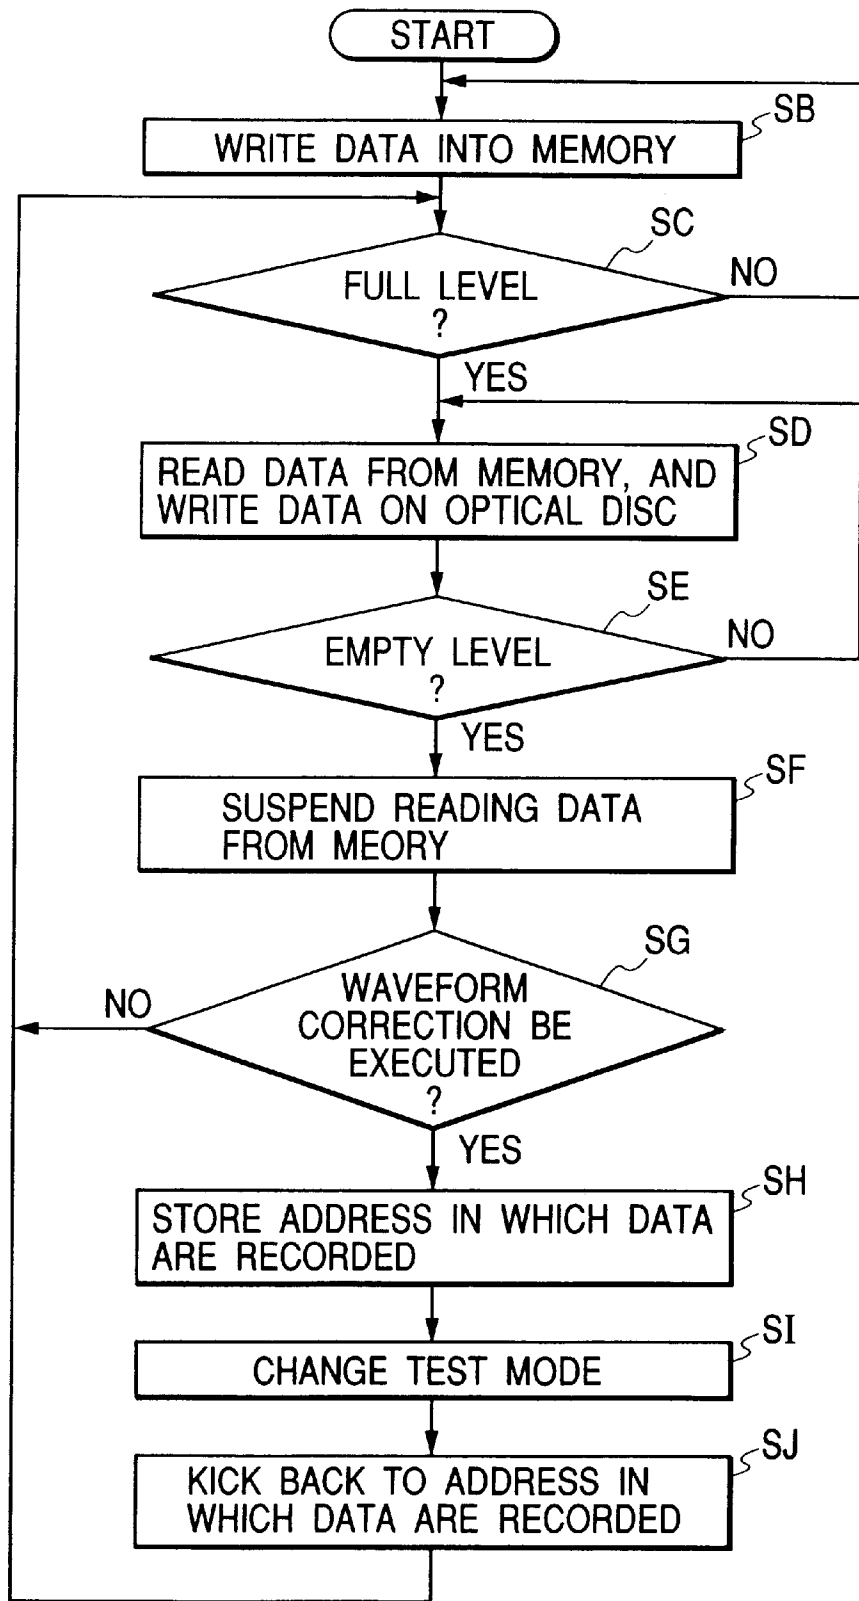 START
SB
WRITE DATA INTO MEMORY
SC
FULL LEVEL
?
NO
YES
SD
READ DATA FROM MEMORY, AND
WRITE DATA ON OPTICAL DISC
SE
EMPTY LEVEL
?
NO
YES
SF
SUSPEND READING DATA
FROM MEORY
SG
WAVEFORM
CORRECTION BE
EXECUTED
?
NO
YES
SH
STORE ADDRESS IN WHICH DATA
ARE RECORDED
SI
CHANGE TEST MODE
SJ
KICK BACK TO ADDRESS IN
WHICH DATA ARE RECORDED